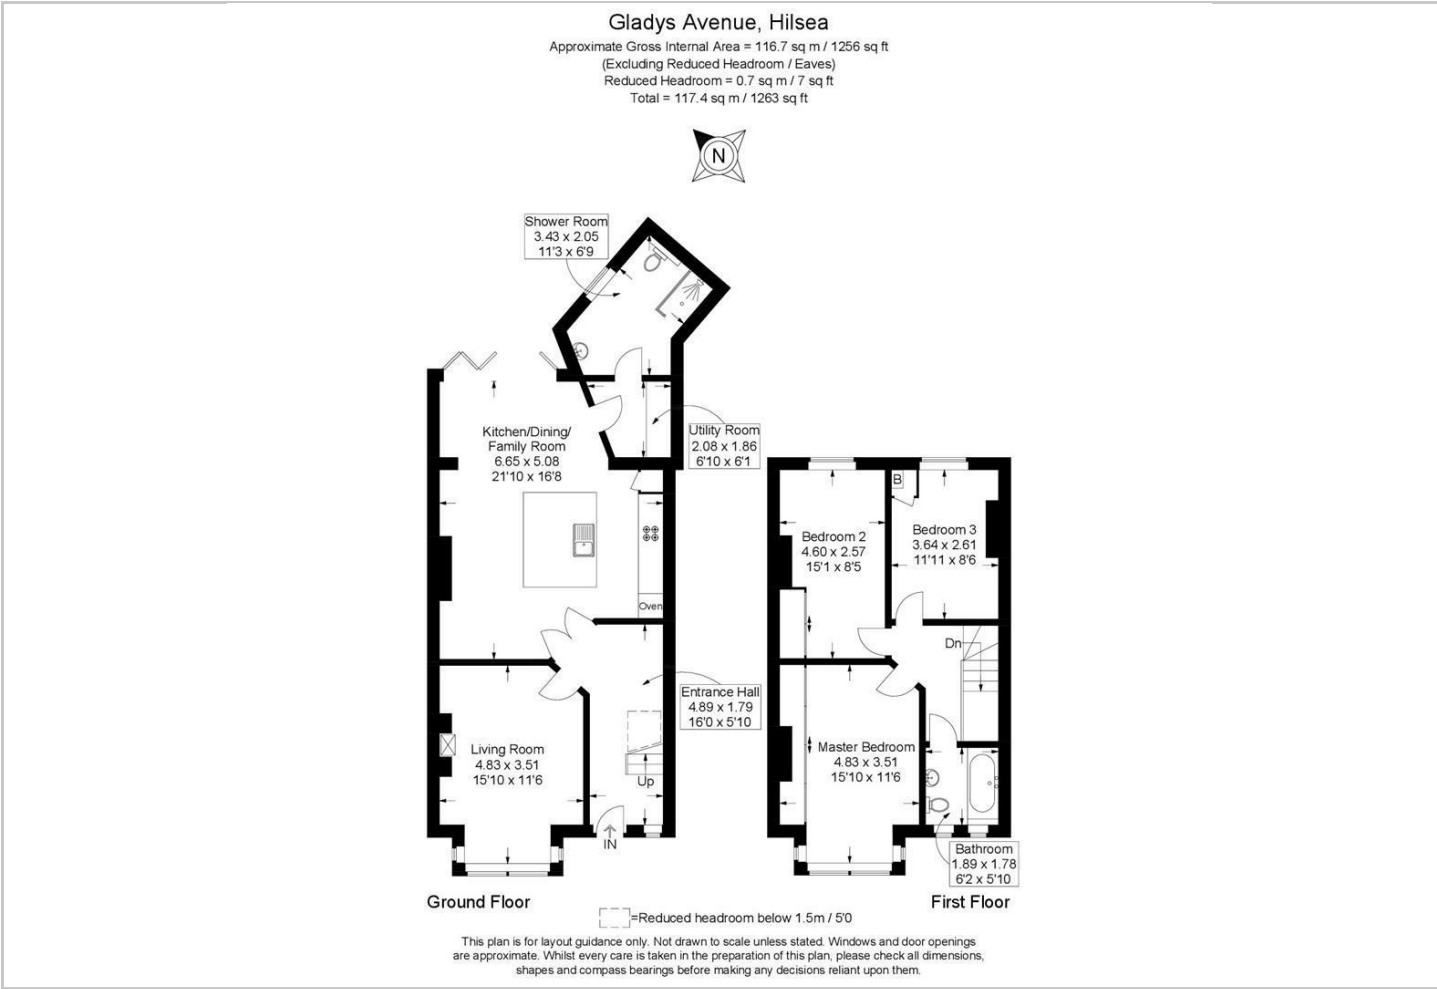 Gladys Avenue, Hilsea
Approximate Gross Internal Area = 116.7 sq m / 1256 sq ft
(Excluding Reduced Headroom / Eaves)
Reduced Headroom = 0.7 sq m / 7 sq ft
Total = 117.4 sq m / 1263 sq ft
N
Shower Room
3.43 x 2.05
11'3 x 6'9
Kitchen/Dining/
Family Room
6.65 x 5.08
21'10 x 16'8
Utility Room
2.08 x 1.86
6'10 x 6'1
Oven
Entrance Hall
4.89 x 1.79
16'0 x 5'10
Living Room
4.83 x 3.51
15'10 x 11'6
Up
IN
Ground Floor
B
Bedroom 2
4.60 x 2.57
15'1 x 8'5
Bedroom 3
3.64 x 2.61
11'11 x 8'6
Dn
Master Bedroom
4.83 x 3.51
15'10 x 11'6
Bathroom
1.89 x 1.78
6'2 x 5'10
First Floor
=Reduced headroom below 1.5m / 5'0
This plan is for layout guidance only. Not drawn to scale unless stated. Windows and door openings
are approximate. Whilst every care is taken in the preparation of this plan, please check all dimensions,
shapes and compass bearings before making any decisions reliant upon them.